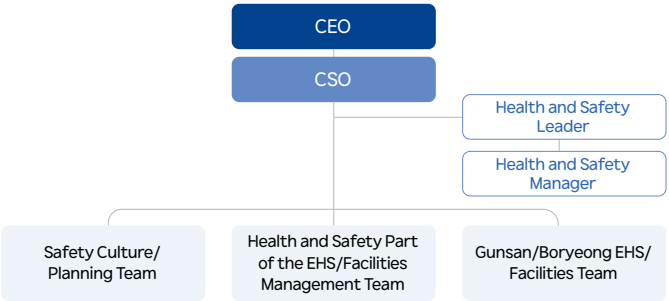 CEO
CSO
Health and Safety
Leader
Health and Safety
Manager
Safety Culture/
Planning Team
Health and Safety Part
of the EHS/Facilities
Management Team
Gunsan/Boryeong EHS/
Facilities Team